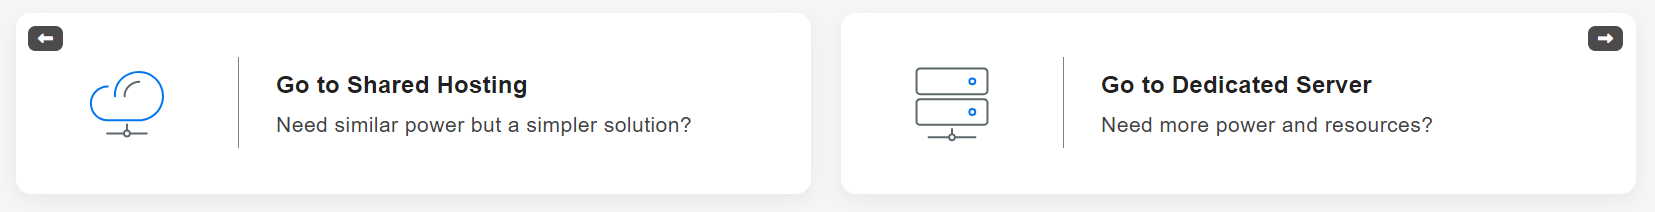 Go to Shared Hosting
Need similar power but a simpler solution?
Go to Dedicated Server
Need more power and resources?